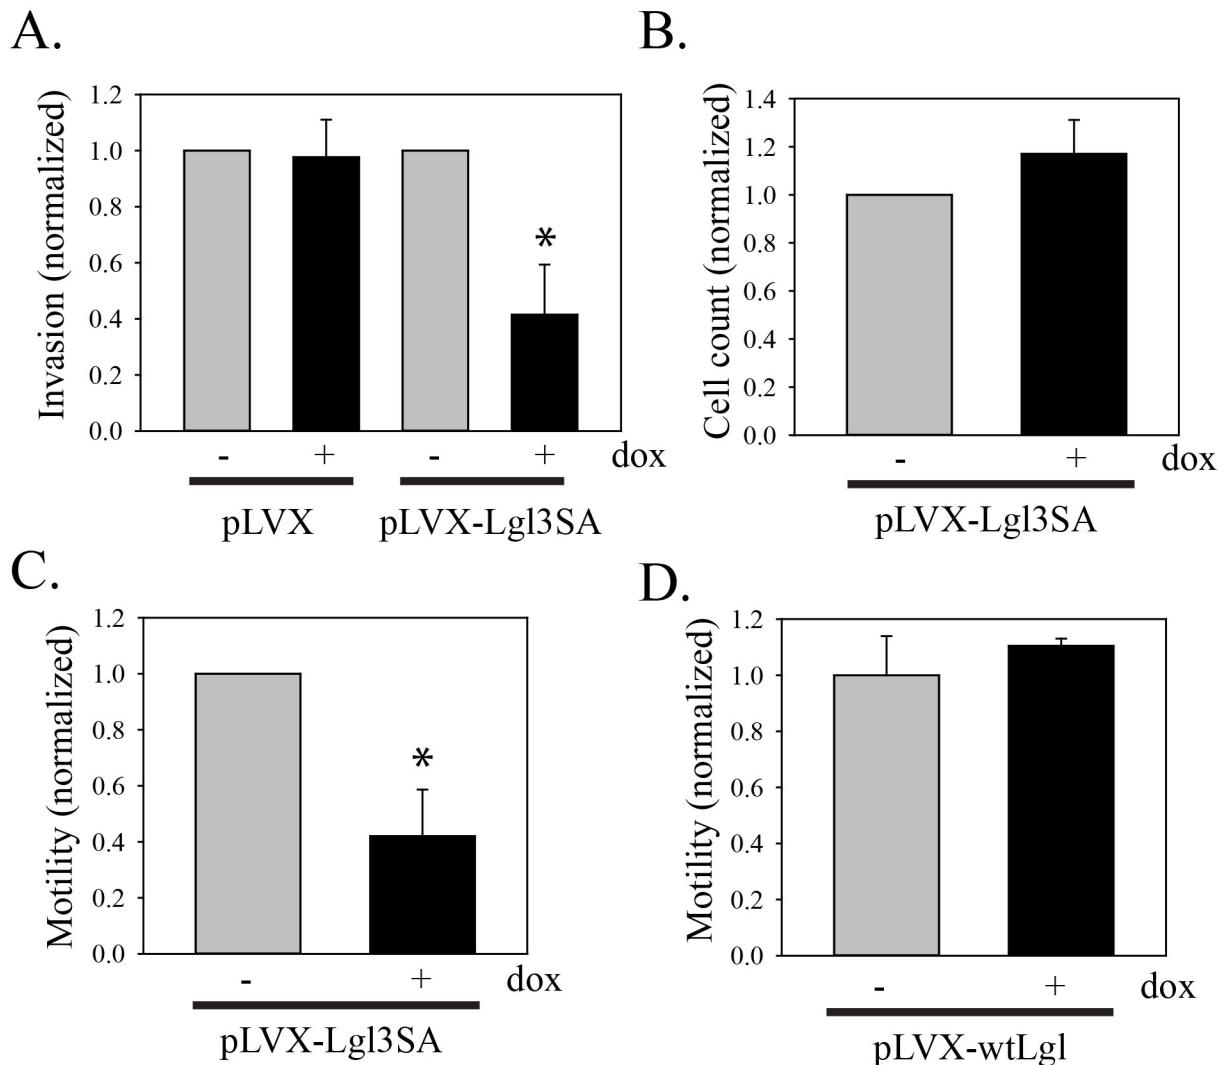 A.
Invasion (normalized)
1.2
1.0
0.8
0.6
0.4
0.2
0.0
*
- + - + dox
pLVX pLVX-Lgl3SA
B.
Cell count (normalized)
1.4
1.2
1.0
0.8
0.6
0.4
0.2
0.0
- + dox
pLVX-Lgl3SA
C.
Motility (normalized)
1.2
1.0
0.8
0.6
0.4
0.2
0.0
*
- + dox
pLVX-Lgl3SA
D.
Motility (normalized)
1.2
1.0
0.8
0.6
0.4
0.2
0.0
- + dox
pLVX-wtLgl